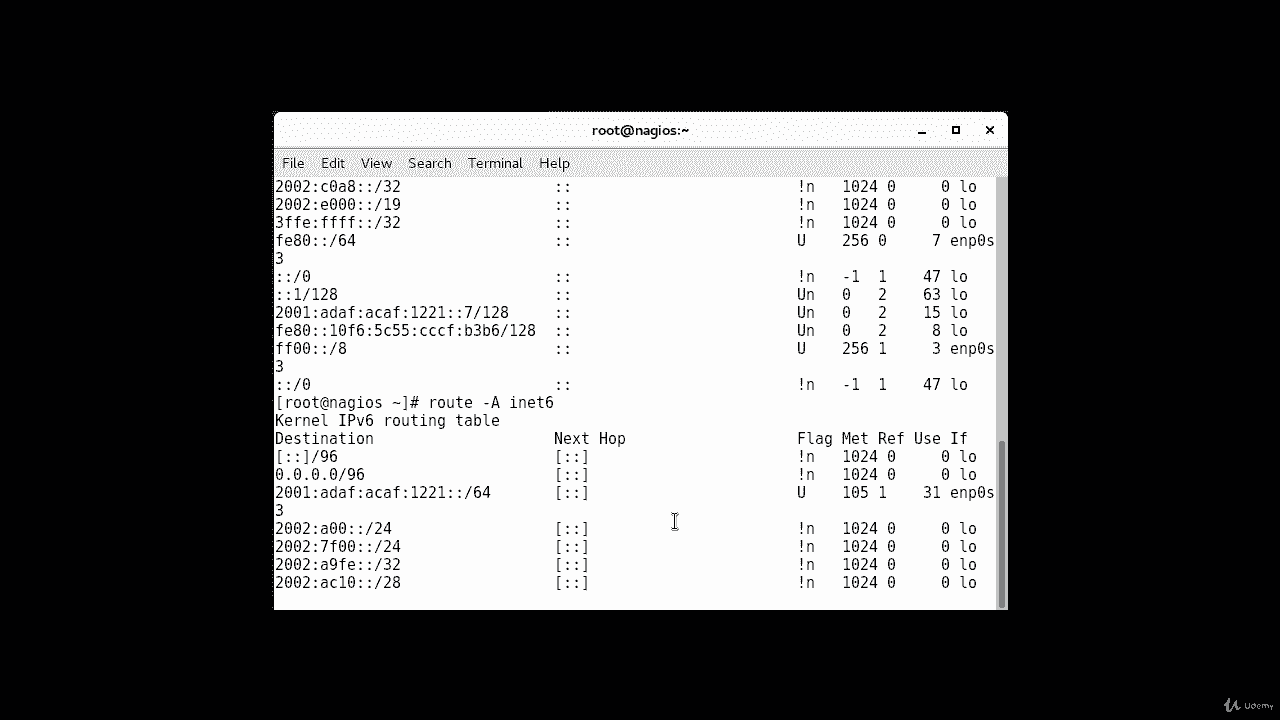 root@nagios:~
File Edit View Search Terminal Help
2002:c0a8::/32 :: !n 1024 0 0 lo
2002:e000::/19 :: !n 1024 0 0 lo
3ffe:ffff::/32 :: !n 1024 0 0 lo
fe80::/64 :: U 256 0 7 enp0s
3
::/0 :: !n -1 1 47 lo
::1/128 :: Un 0 2 63 lo
2001:adaf:acaf:1221::7/128 :: Un 0 2 15 lo
fe80::10f6:5c55:cccf:b3b6/128 :: Un 0 2 8 lo
ff00::/8 :: U 256 1 3 enp0s
3
::/0 :: !n -1 1 47 lo
[root@nagios ~]# route -A inet6
Kernel IPv6 routing table
Destination Next Hop Flag Met Ref Use If
[::]/96 [::] !n 1024 0 0 lo
0.0.0.0/96 [::] !n 1024 0 0 lo
2001:adaf:acaf:1221::/64 [::] U 105 1 31 enp0s
3
2002:a00::/24 [::] !n 1024 0 0 lo
2002:7f00::/24 [::] !n 1024 0 0 lo
2002:a9fe::/32 [::] !n 1024 0 0 lo
2002:ac10::/28 [::] !n 1024 0 0 lo
Udemy